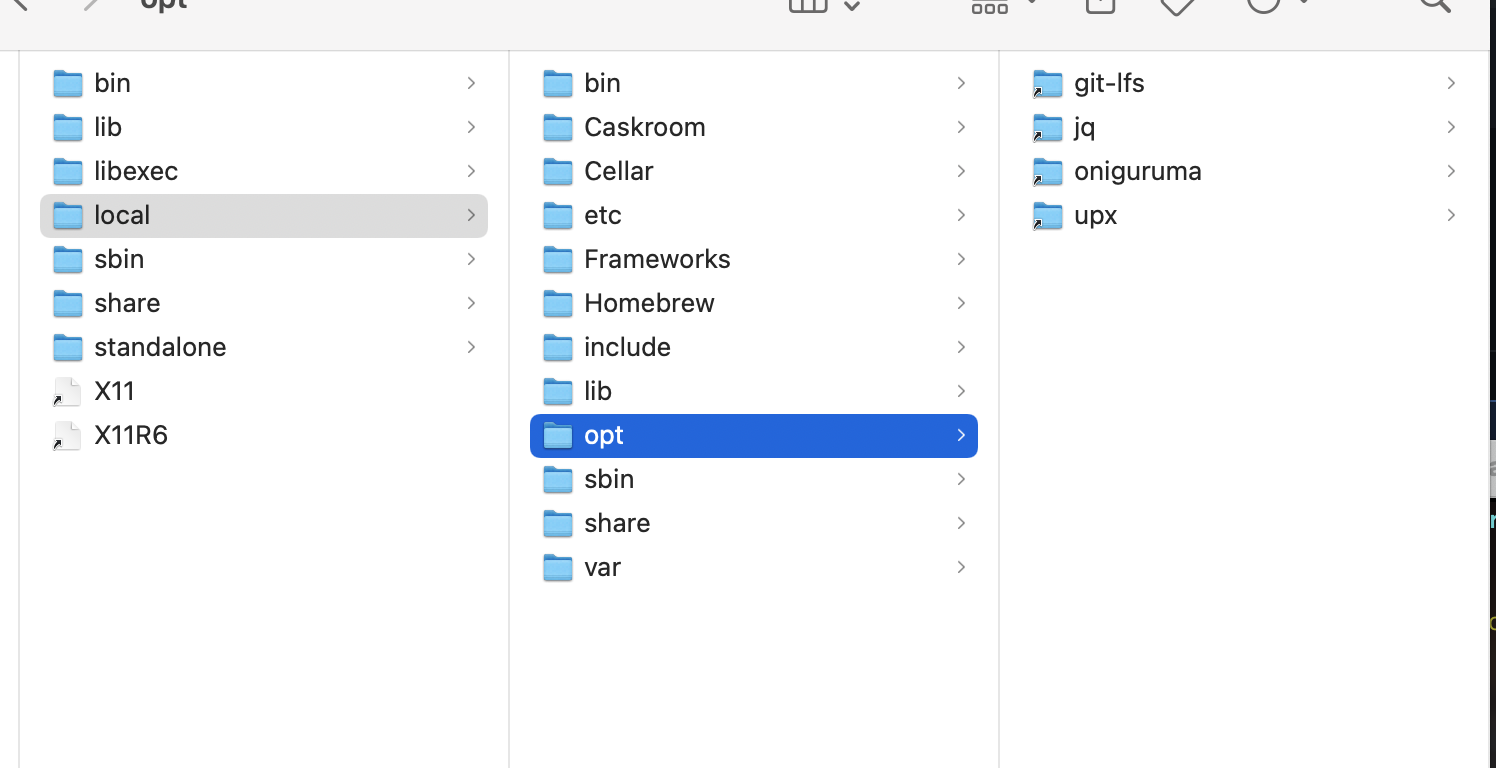 opt
bin
lib
libexec
local
sbin
share
standalone
X11
X11R6
bin
Caskroom
Cellar
etc
Frameworks
Homebrew
include
lib
opt
sbin
share
var
git-lfs
jq
oniguruma
upx